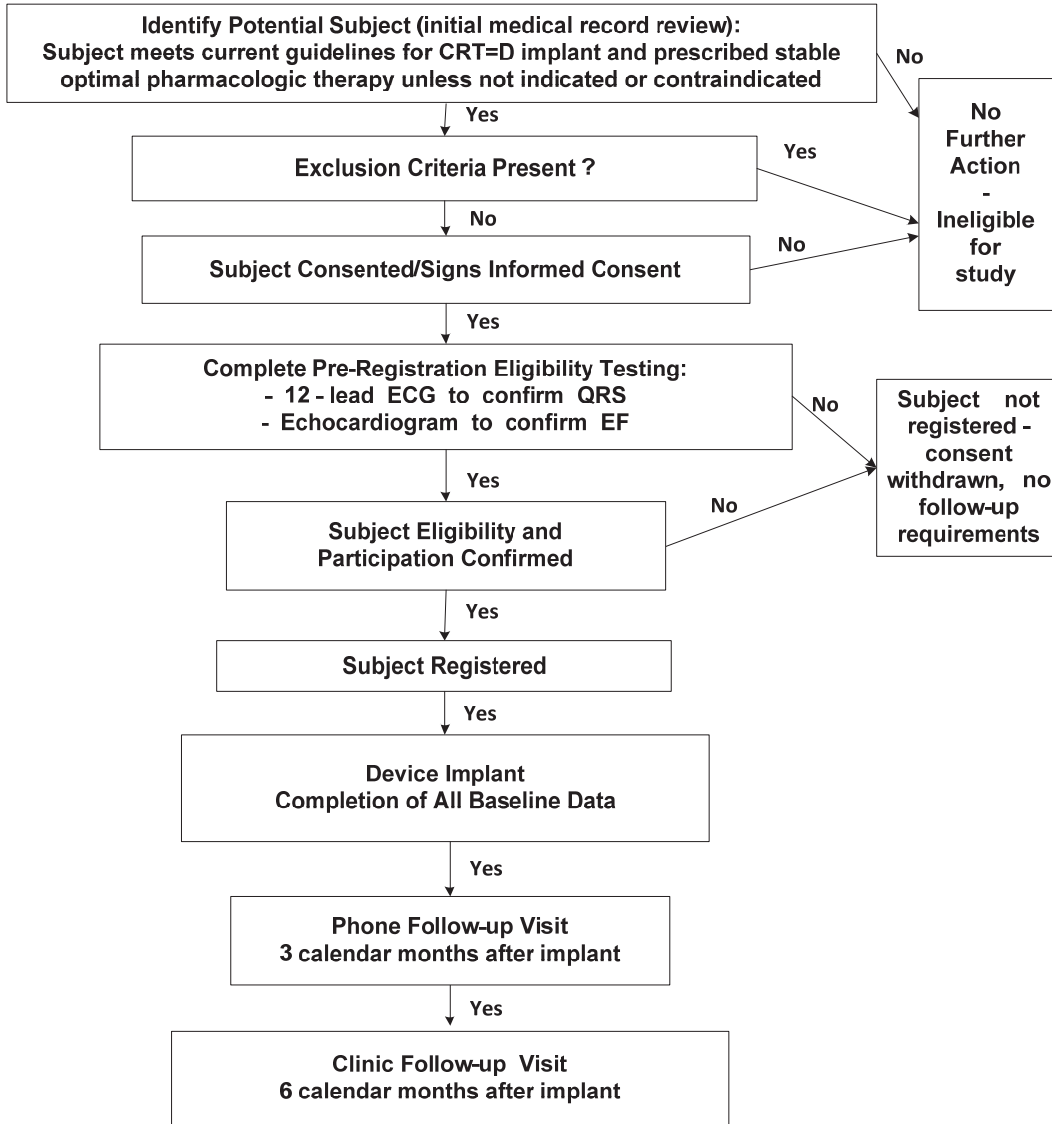 Identify Potential Subject (initial medical record review):
Subject meets current guidelines for CRT=D implant and prescribed stable
optimal pharmacologic therapy unless not indicated or contraindicated
No
Yes
No
Further
Action
-
Ineligible
for
study
Exclusion Criteria Present ?
Yes
No
Subject Consented/Signs Informed Consent
No
Yes
Complete Pre-Registration Eligibility Testing:
- 12 - lead ECG to confirm QRS
- Echocardiogram to confirm EF
No
Yes
Subject not
registered -
consent
withdrawn, no
follow-up
requirements
Subject Eligibility and
Participation Confirmed
No
Yes
Subject Registered
Yes
Device Implant
Completion of All Baseline Data
Yes
Phone Follow-up Visit
3 calendar months after implant
Yes
Clinic Follow-up Visit
6 calendar months after implant